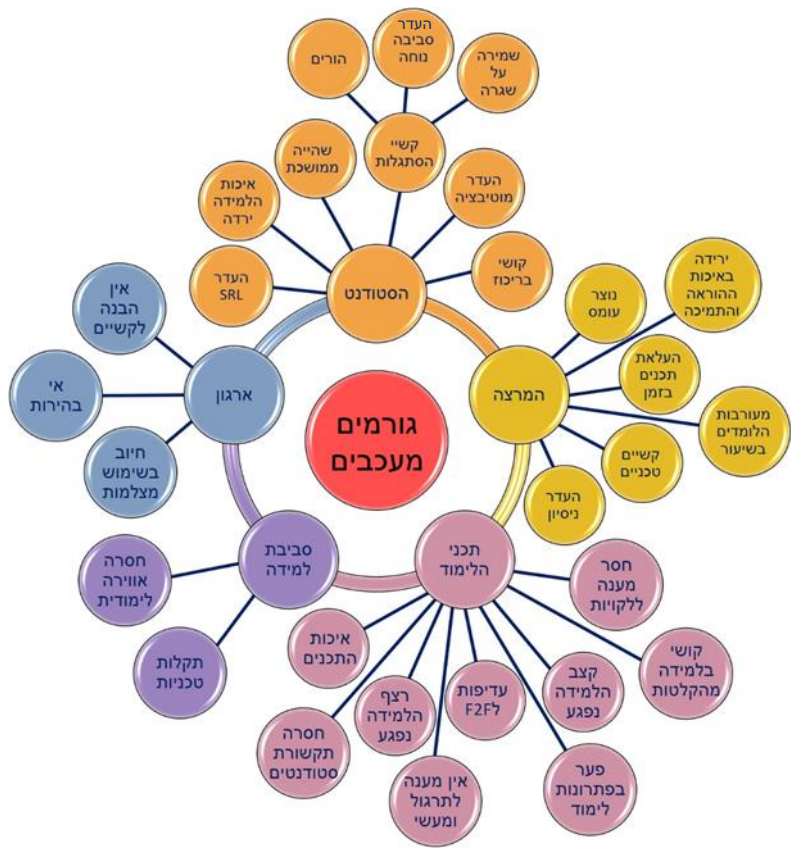 גורמים
מעכבים
הסטודנט
הורים
העדר
סביבה
נוחה
שמירה
על
שגרה
קשיי
הסתגלות
שהייה
ממושכת
העדר
מוטיבציה
איכות
הלמידה
ירדה
קושי
בריכוז
העדר
SRL
המרצה
ירידה
באיכות
ההוראה
והתמיכה
נוצר
עומס
העלאת
תכנים
בזמן
מעורבות
הלומדים
בשיעור
קשיים
טכניים
העדר
ניסיון
תכני
הלימוד
חסר
מענה
ללקויות
קושי
בלמידה
מהקלטות
קצב
הלמידה
נפגע
פער
בפתרונות
לימוד
עדיפות
לF2F
אין מענה
לתרגול
ומעשי
רצף
הלמידה
נפגע
איכות
התכנים
חסרה
תקשורת
סטודנטים
סביבת
למידה
חסרה
אווירה
לימודית
תקלות
טכניות
ארגון
אין
הבנה
לקשיים
אי
בהירות
חיוב
בשימוש
מצלמות